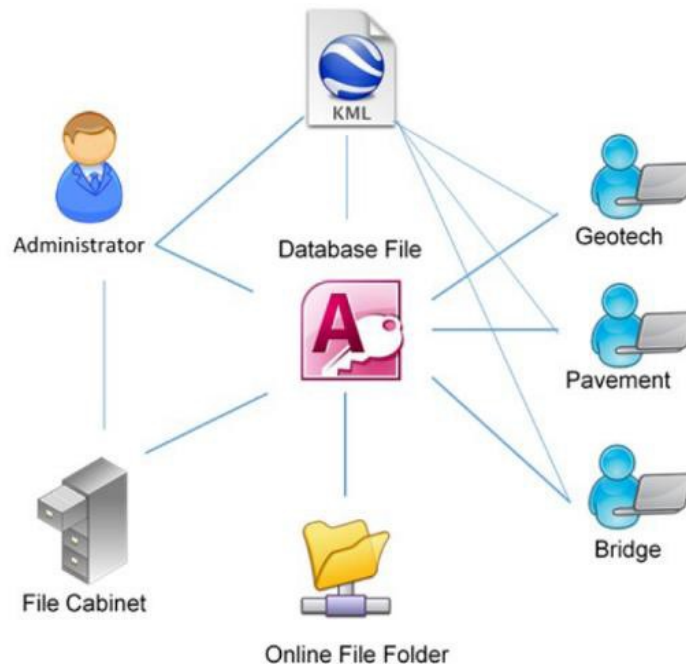 KML
Administrator
Database File
Geotech
A
Pavement
Bridge
File Cabinet
Online File Folder